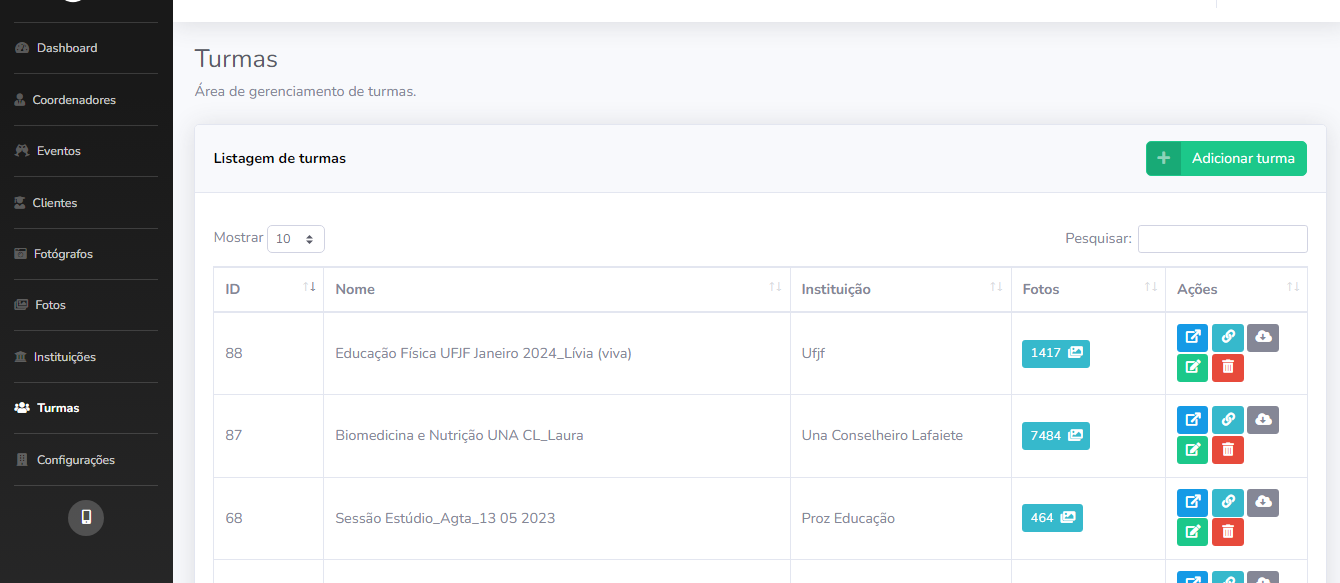 Dashboard
Coordenadores
Eventos
Clientes
Fotógrafos
Fotos
Instituições
Turmas
Configurações
Turmas
Área de gerenciamento de turmas.
Listagem de turmas
Adicionar turma
Mostrar 10
Pesquisar:
ID Nome Instituição Fotos Ações
88 Educação Física UFJF Janeiro 2024_Lívia (viva) Ufjf 1417
87 Biomedicina e Nutrição UNA CL_Laura Una Conselheiro Lafaiete 7484
68 Sessão Estúdio_Agta_13 05 2023 Proz Educação 464